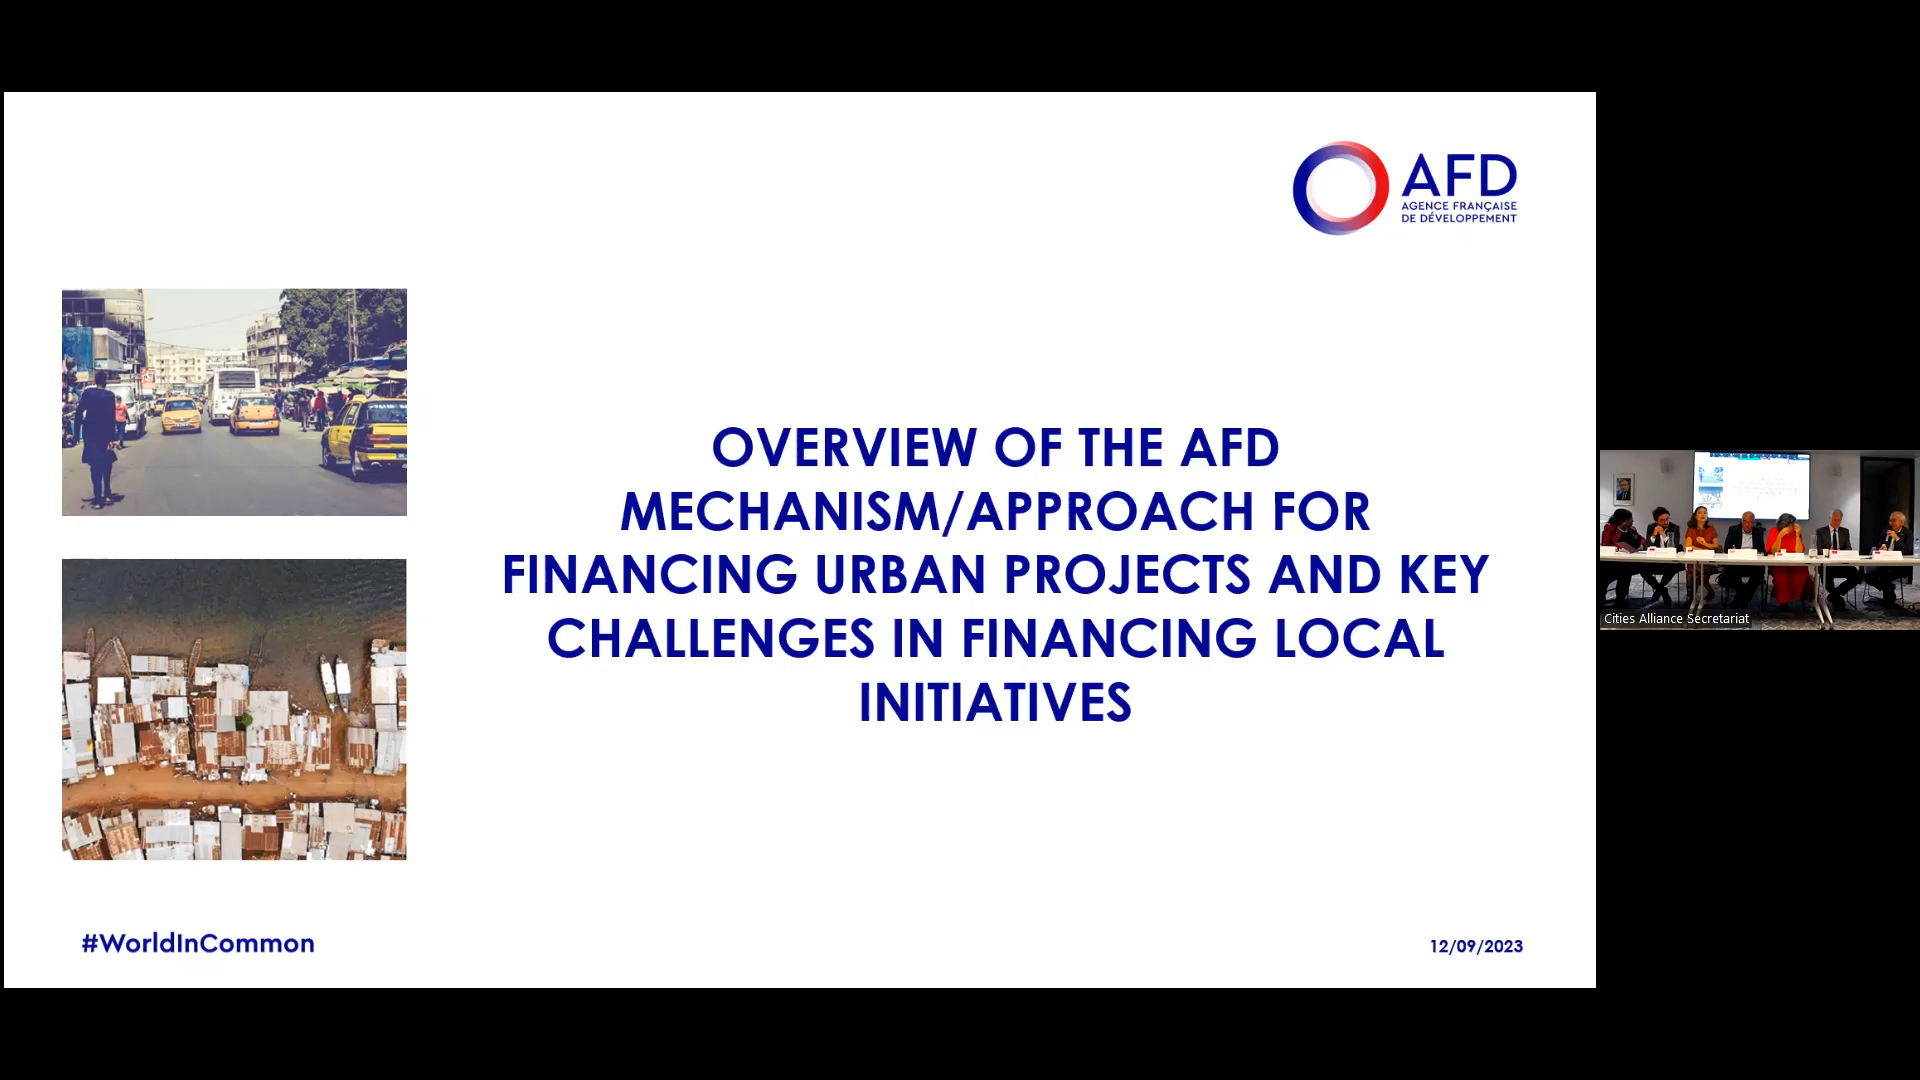 AFD
AGENCE FRANÇAISE
DE DÉVELOPPEMENT
OVERVIEW OF THE AFD
MECHANISM/APPROACH FOR
FINANCING URBAN PROJECTS AND KEY
CHALLENGES IN FINANCING LOCAL
INITIATIVES
#WorldInCommon
12/09/2023
Cities Alliance Secretariat